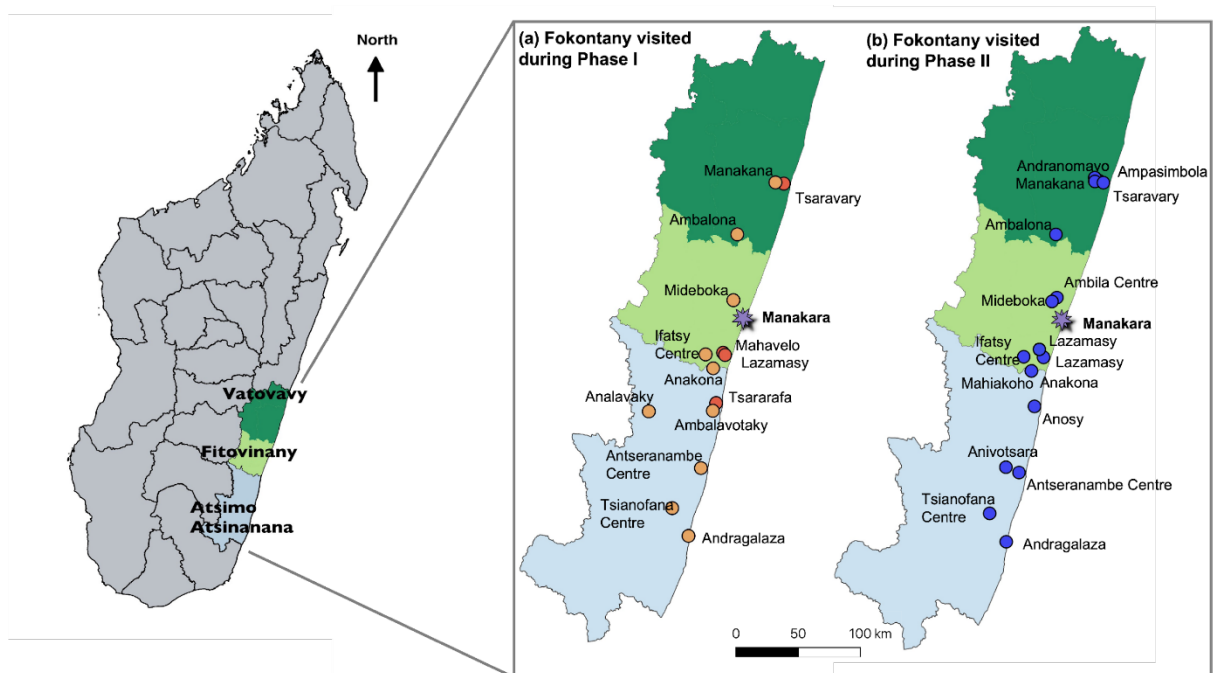 North
Vatovavy
Fitovinany
Atsimo
Atsinanana
(a) Fokontany visited
during Phase I
Manakana
Tsaravary
Ambalona
Mideboka
Manakara
Ifatsy
Centre
Mahavelo
Lazamasy
Anakona
Analavaky
Tsararafa
Ambalavotaky
Antseranambe
Centre
Tsianofana
Centre
Andragalaza
(b) Fokontany visited
during Phase II
Andranomavo
Ampasimbola
Manakana
Tsaravary
Ambalona
Ambila Centre
Mideboka
Manakara
Lazamasy
Ifatsy
Centre
Lazamasy
Mahiakoho
Anakona
Anosy
Anivotsara
Antseranambe Centre
Tsianofana
Centre
Andragalaza
0 50 100 km